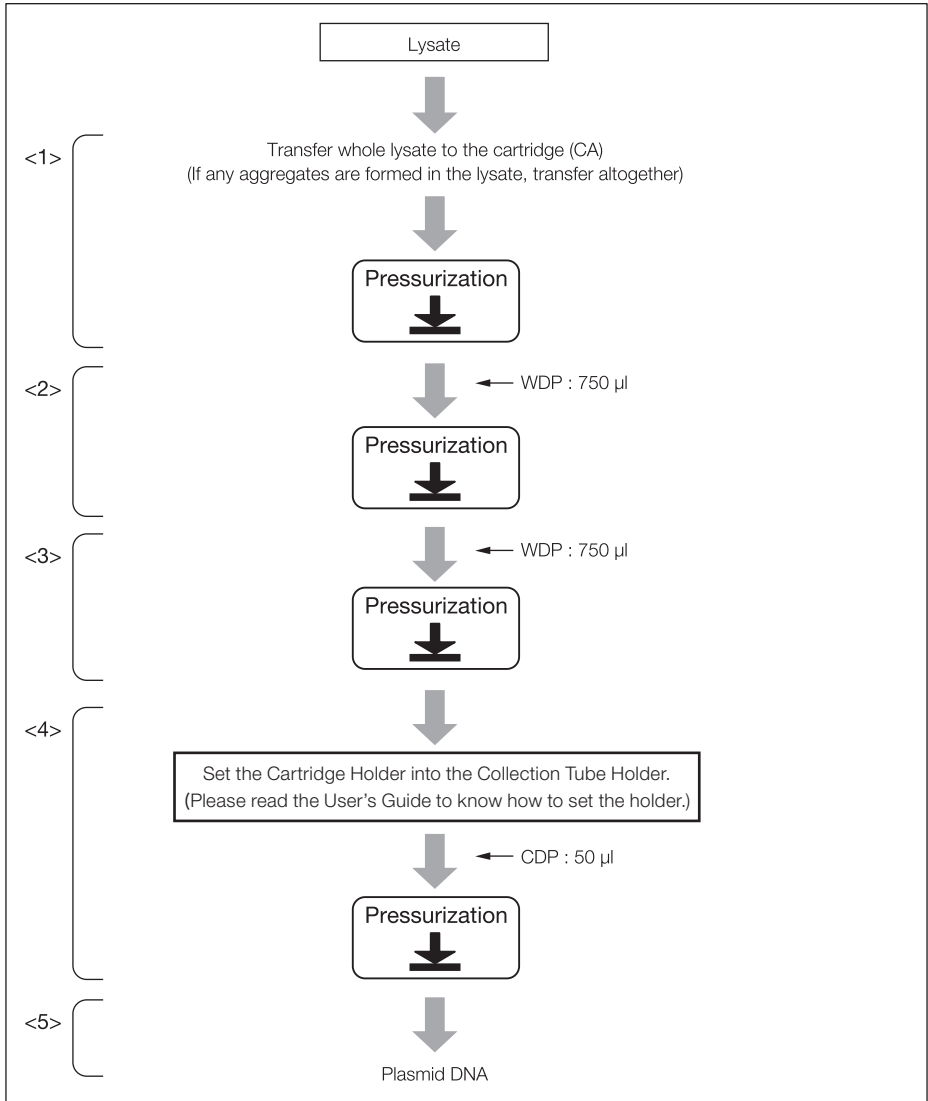 Lysate
<1>
Transfer whole lysate to the cartridge (CA)
(If any aggregates are formed in the lysate, transfer altogether)
Pressurization
<2>
WDP : 750 µl
Pressurization
<3>
WDP : 750 µl
Pressurization
<4>
Set the Cartridge Holder into the Collection Tube Holder.
(Please read the User's Guide to know how to set the holder.)
CDP : 50 µl
Pressurization
<5>
Plasmid DNA